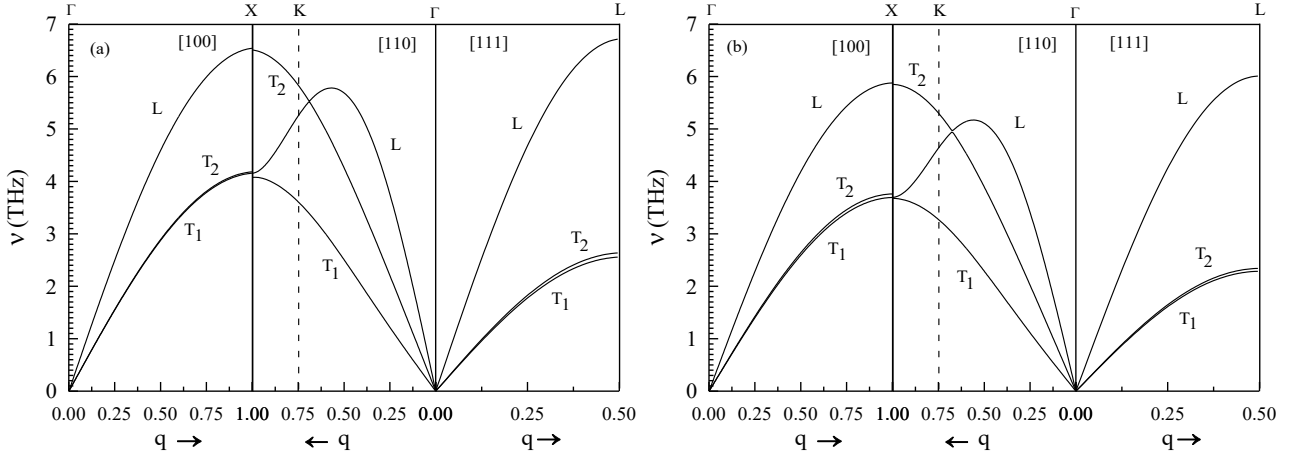 Γ X K Γ L
(a) [100] [110] [111]
7
6
5
4
3
2
1
0
ν (THz)
L
T2
T1
T2
L
T1
L
T2
T1
0.00 0.25 0.50 0.75 1.00 0.75 0.50 0.00 0.25 0.50
q → ← q q →
Γ X K Γ L
(b) [100] [110] [111]
7
6
5
4
3
2
1
0
ν (THz)
L
T2
T1
T2
L
T1
L
T2
T1
0.00 0.25 0.50 0.75 1.00 0.75 0.50 0.00 0.25 0.50
q → ← q q →